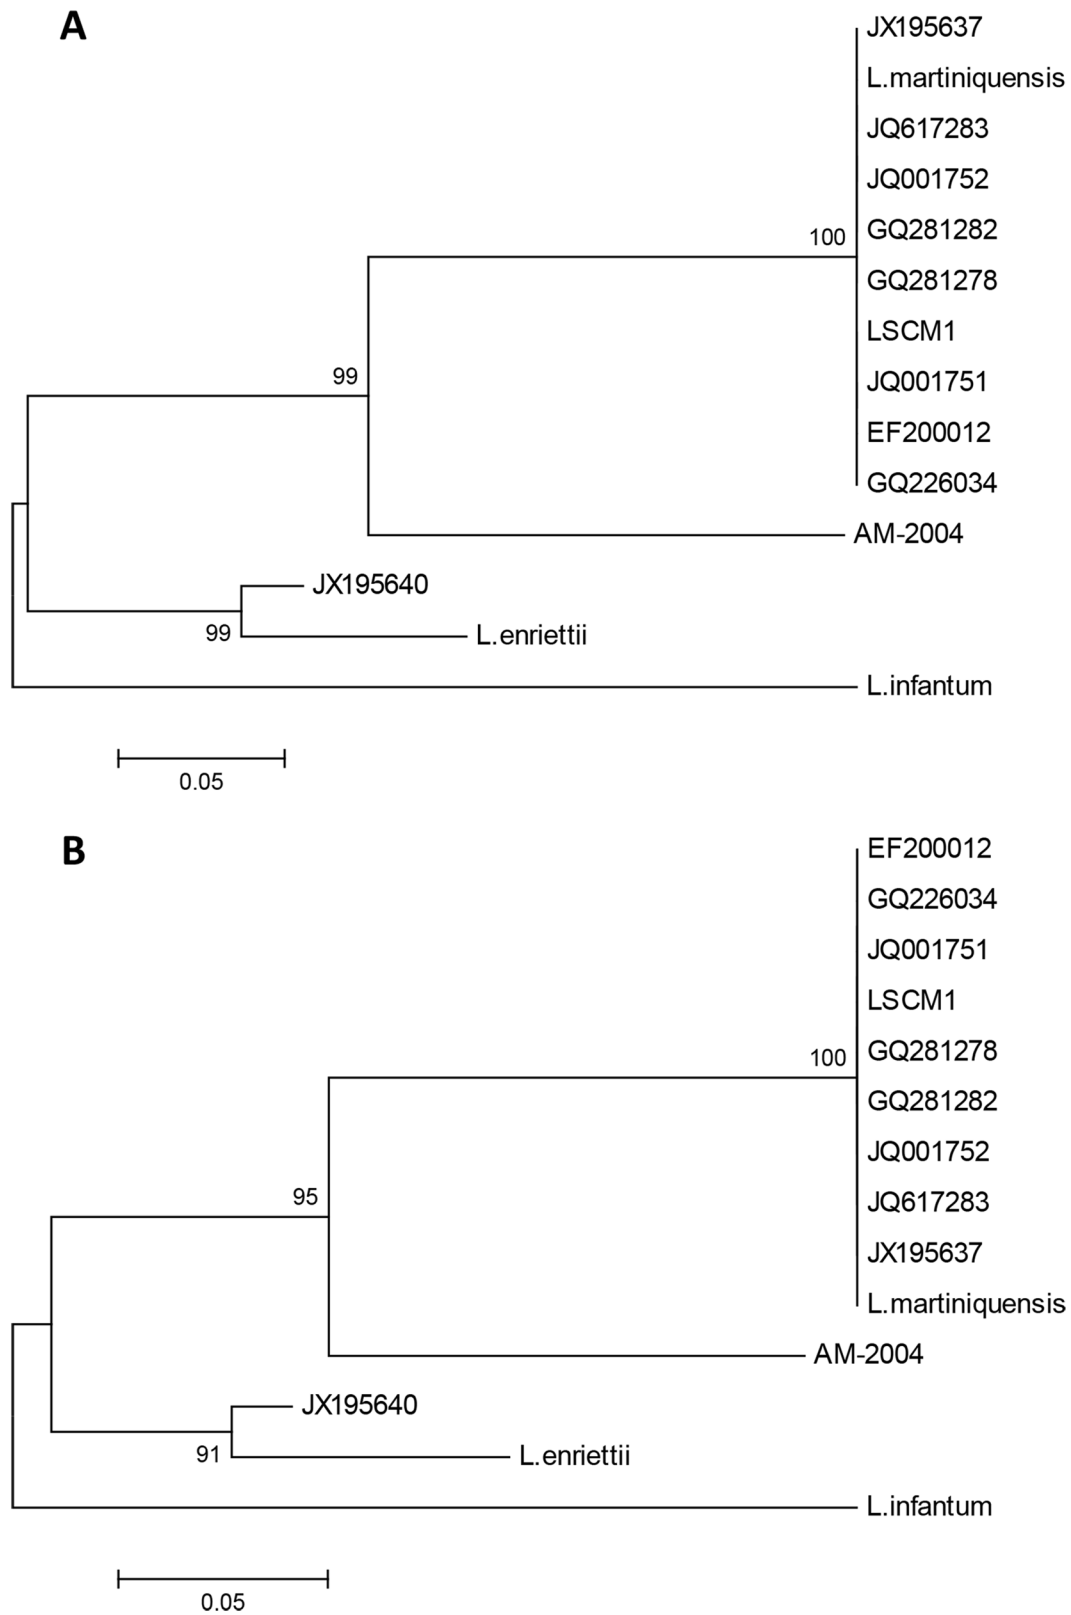 A
JX195637
L.martiniquensis
JQ617283
JQ001752
GQ281282
100
GQ281278
LSCM1
99
JQ001751
EF200012
GQ226034
AM-2004
JX195640
99
L.enriettii
L.infantum
0.05
B
EF200012
GQ226034
JQ001751
LSCM1
100
GQ281278
GQ281282
JQ001752
95
JQ617283
JX195637
L.martiniquensis
AM-2004
JX195640
91
L.enriettii
L.infantum
0.05